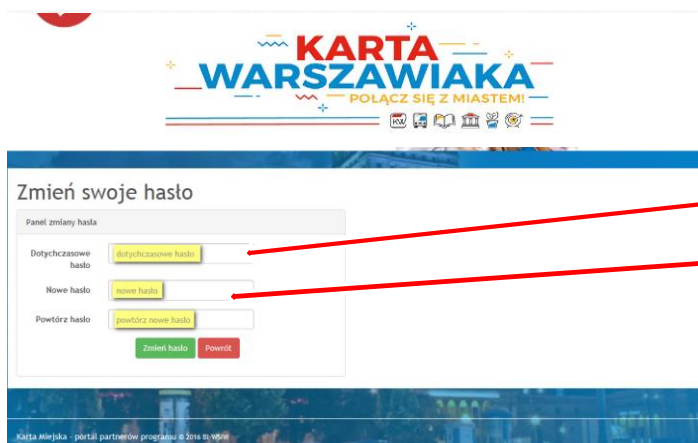 KARTA
WARSZAWIAKA
POŁĄCZ SIĘ Z MIASTEM!
KW
Zmień swoje hasło
Panel zmiany hasła
Dotychczasowe hasło
dotychczasowe hasło
Nowe hasło
nowe hasło
Powtórz hasło
powtórz nowe hasło
Zmień hasło Powrót
Karta Miejska - portal partnerów programu © 2016